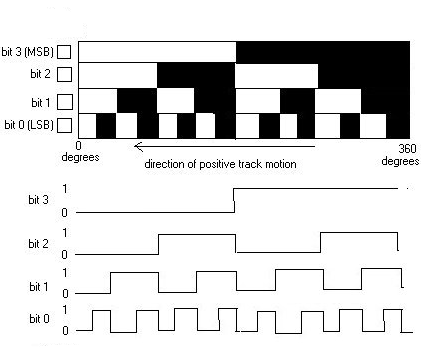 bit 3 (MSB)
bit 2
bit 1
bit 0 (LSB)
0
degrees
direction of positive track motion
360
degrees
bit 3
1
0
bit 2
1
0
bit 1
1
0
bit 0
1
0